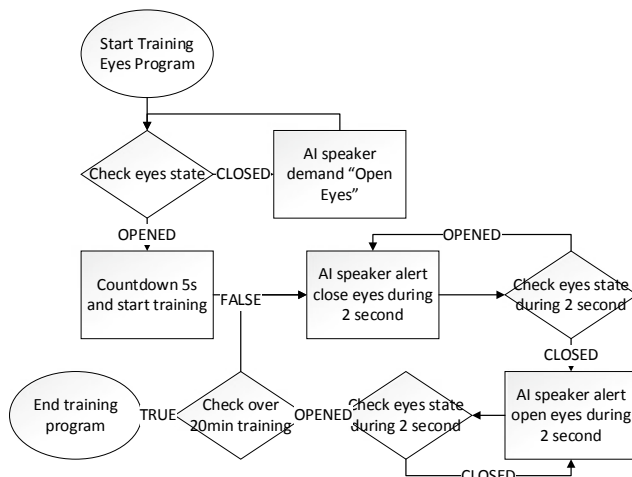 Start Training
Eyes Program
Check eyes state
CLOSED
AI speaker
demand “Open
Eyes”
OPENED
Countdown 5s
and start training
FALSE
AI speaker alert
close eyes during
2 second
OPENED
Check eyes state
during 2 second
CLOSED
End training
program
TRUE
Check over
20min training
OPENED
Check eyes state
during 2 second
AI speaker alert
open eyes during
2 second
CLOSED